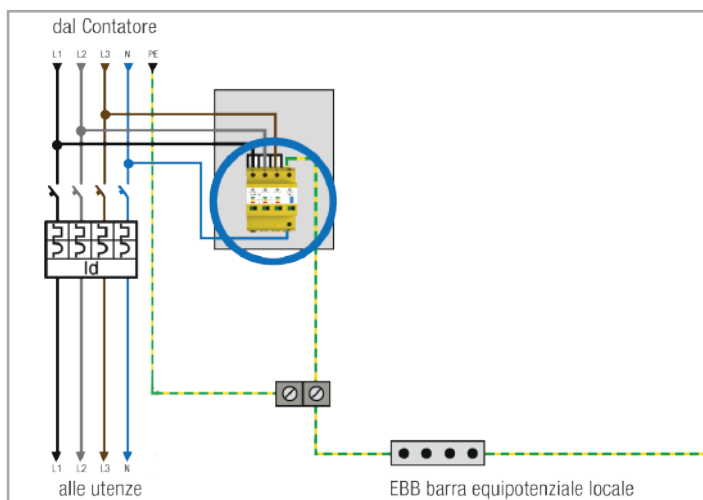 dal Contatore
L1 L2 L3 N PE
Id
L1 L2 L3 N
alle utenze
EBB barra equipotenziale locale